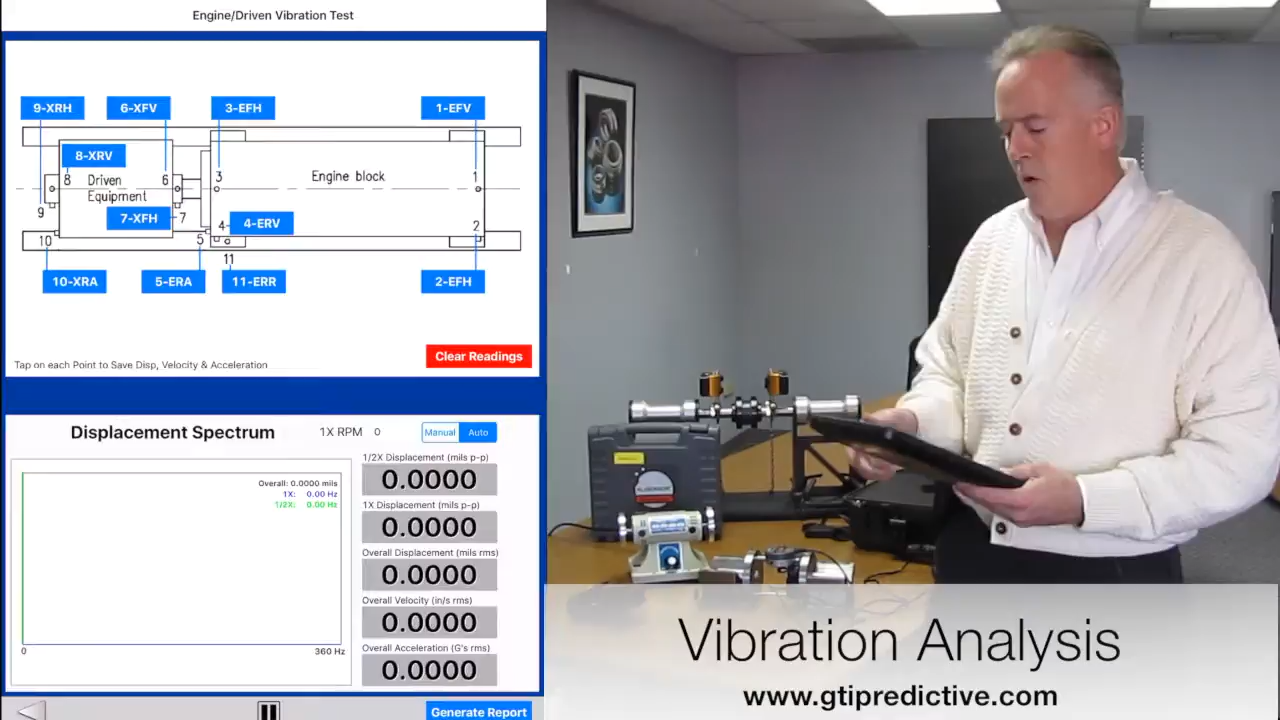 Engine/Driven Vibration Test
9-XRH
6-XFV
3-EFH
1-EFV
8-XRV
8
Driven
Equipment
6
3
Engine block
1
9
7-XFH
7
4
4-ERV
2
10
5
11
10-XRA
5-ERA
11-ERR
2-EFH
Tap on each Point to Save Disp, Velocity & Acceleration
Clear Readings
Displacement Spectrum
1X RPM 0
Manual
Auto
Overall: 0.0000 mils
1X: 0.00 Hz
1/2X: 0.00 Hz
0
360 Hz
1/2X Displacement (mils p-p)
0.0000
1X Displacement (mils p-p)
0.0000
Overall Displacement (mils rms)
0.0000
Overall Velocity (in/s rms)
0.0000
Overall Acceleration (G's rms)
0.0000
Generate Report
Vibration Analysis
www.gtipredictive.com